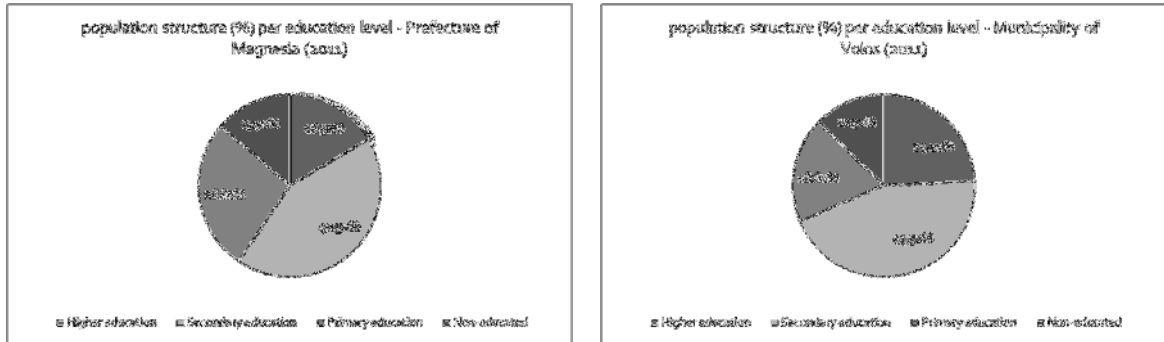 population structure (%) per education level - Prefecture of
Magnesia (2011)
Higher education Secondary education Primary education Non-educated
population structure (%) per education level - Municipality of
Volos (2011)
Higher education Secondary education Primary education Non-educated